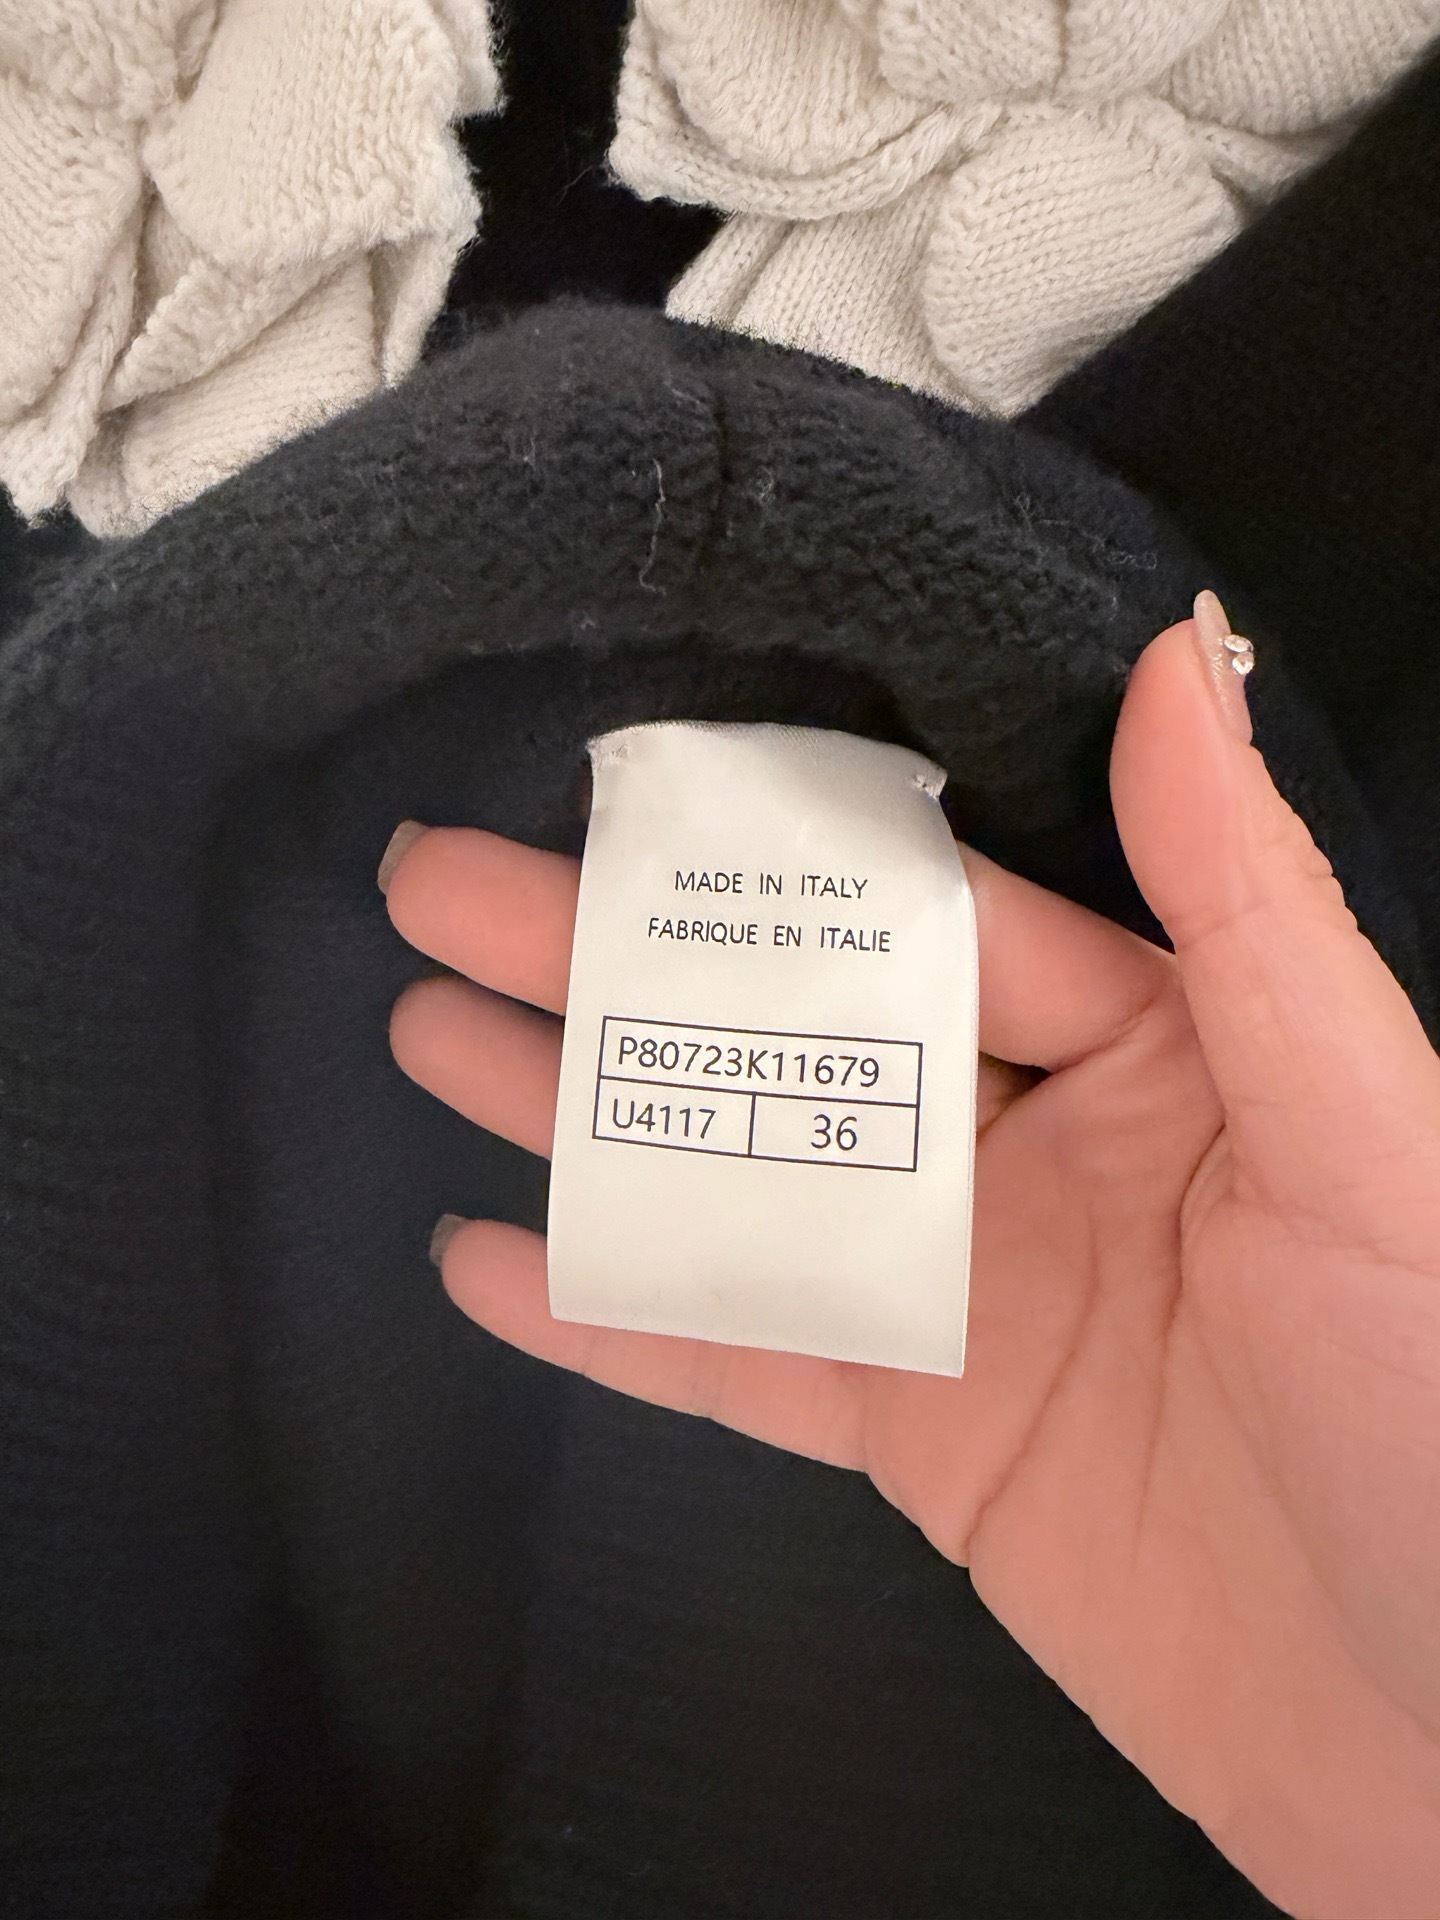 MADE IN ITALY
FABRIQUE EN ITALIE
P80723K11679
U4117 36